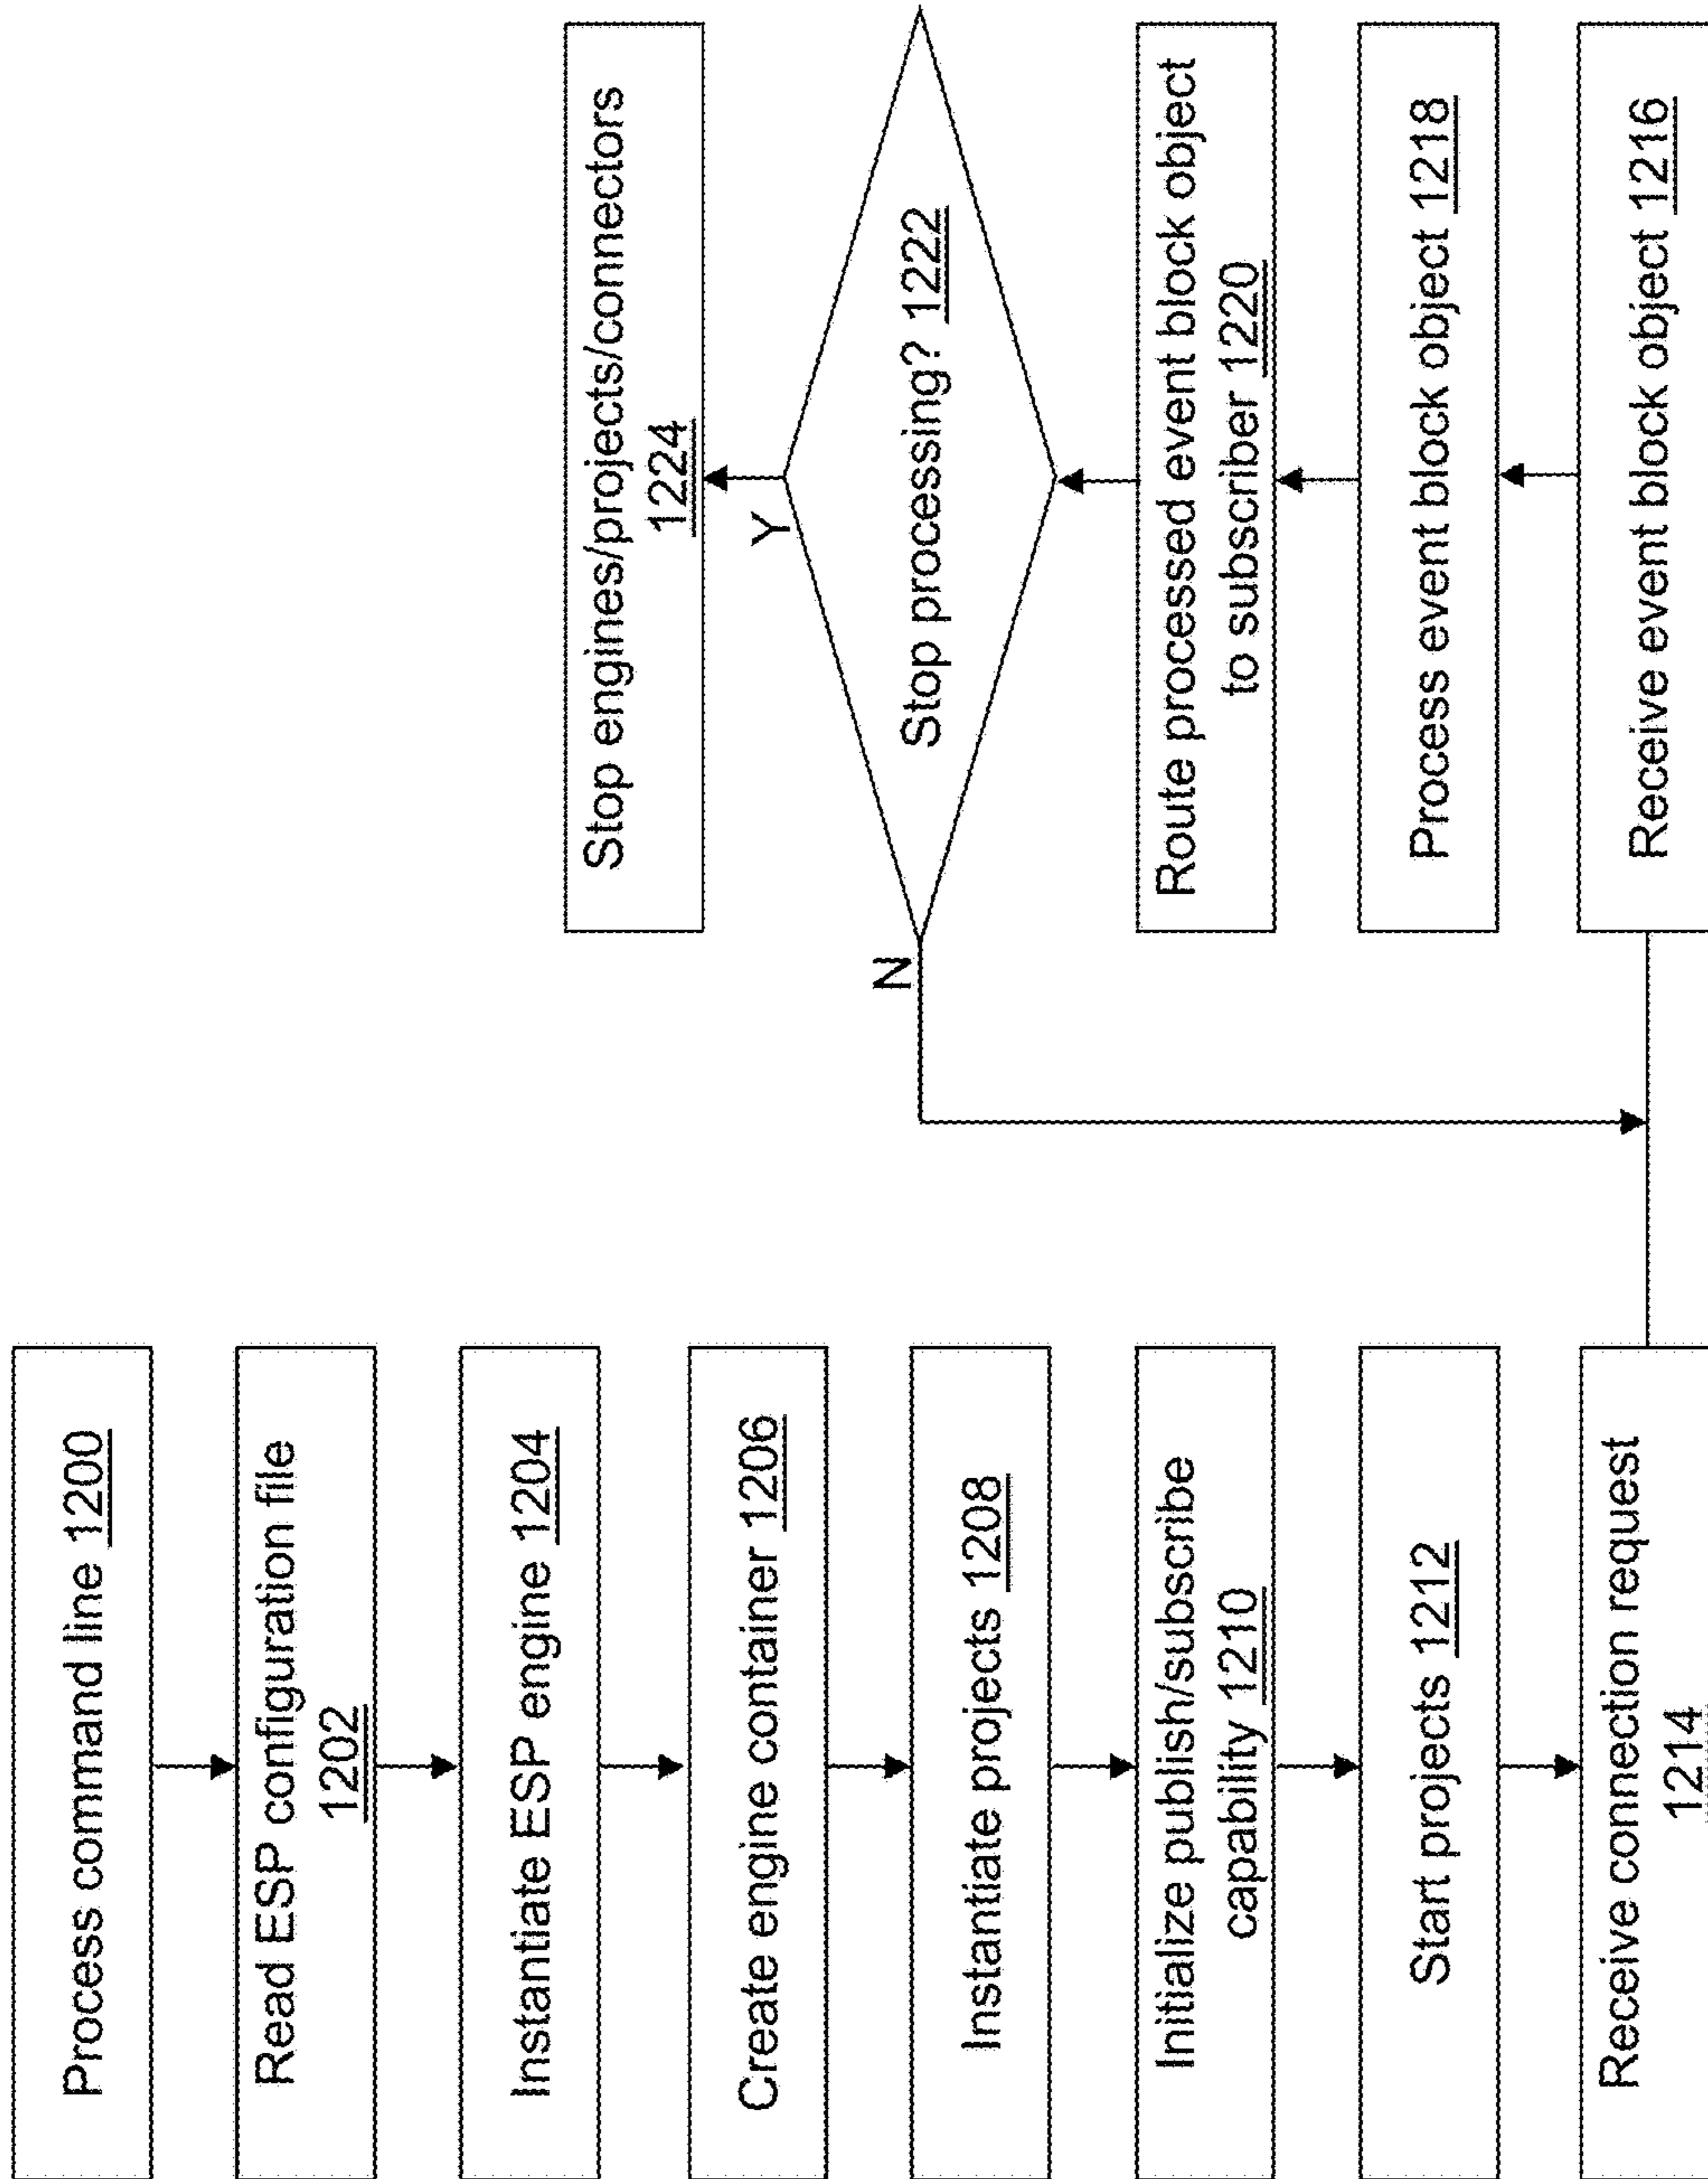 Process command line 1200
Read ESP configuration file
1202
Instantiate ESP engine 1204
Create engine container 1206
Instantiate projects 1208
Initialize publish/subscribe
capability 1210
Start projects 1212
Receive connection request
1214
Receive event block object 1216
Process event block object 1218
Route processed event block object
to subscriber 1220
Stop processing? 1222
N
Y
Stop engines/projects/connectors
1224